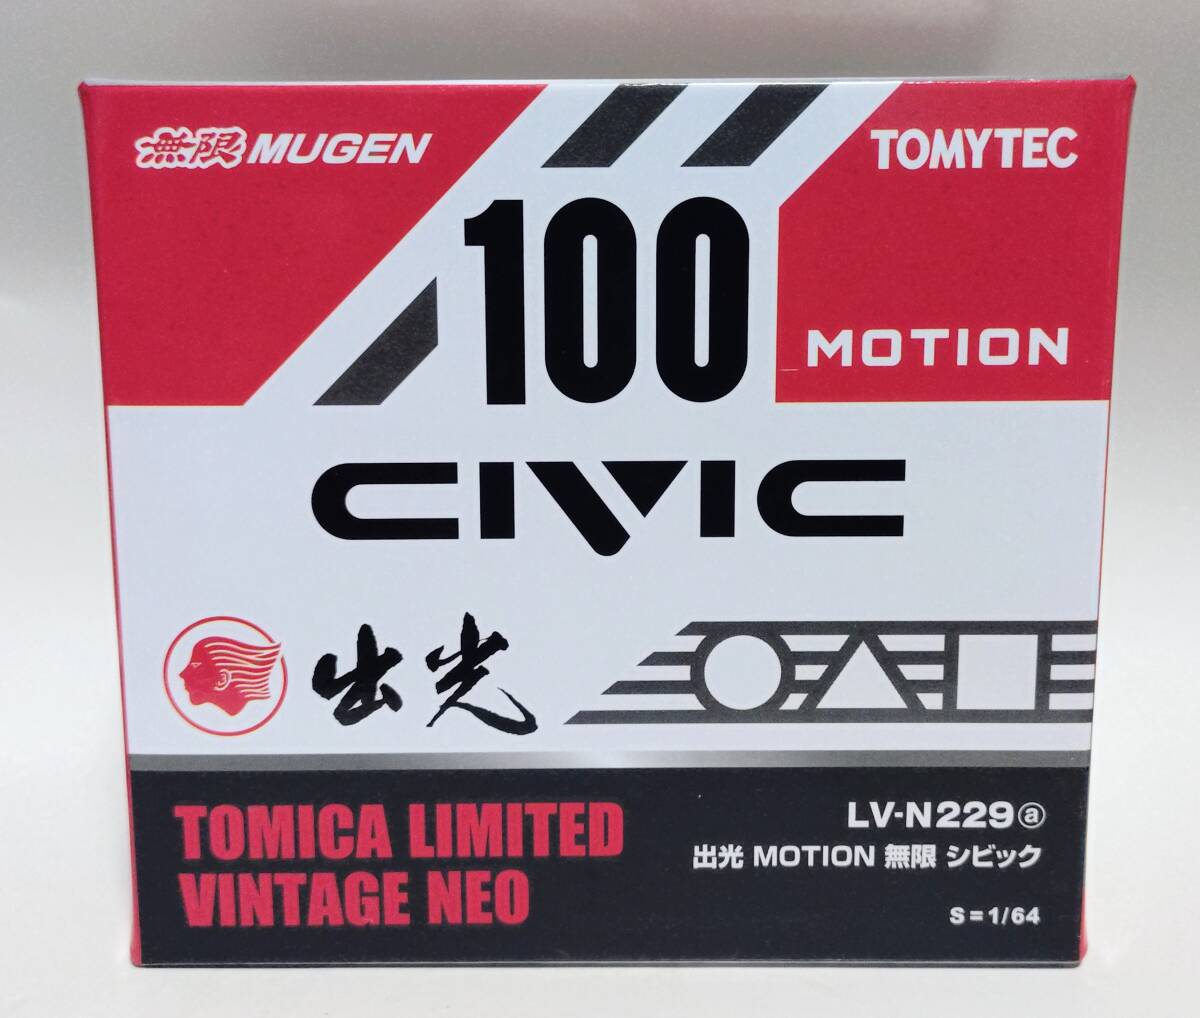 無限 MUGEN
TOMYTEC
100
MOTION
CIVIC
出光
TOMICA LIMITED
VINTAGE NEO
LV-N229ⓐ
出光 MOTION 無限 シビック
S=1/64